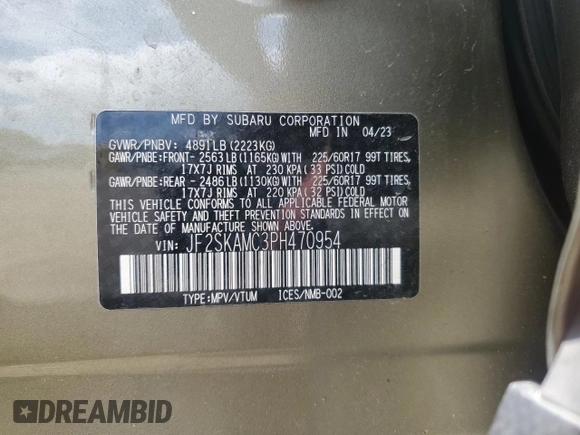 MFD BY SUBARU CORPORATION
MFD IN 04/23
GVWR/PNBV: 4891LB(2223KG)
GAWR/PNBE:FRONT- 2563LB(1165KG)WITH 225/60R17 99T TIRES,
17X7J RIMS AT 230 KPA(33 PSI)COLD
GAWR/PNBE:REAR - 2486LB(1130KG)WITH 225/60R17 99T TIRES,
17X7J RIMS AT 220 KPA(32 PSI)COLD
THIS VEHICLE CONFORMS TO ALL APPLICABLE FEDERAL MOTOR
VEHICLE SAFETY AND THEFT PREVENTION STANDARDS IN EFFECT ON
THE DATE OF MANUFACTURE SHOWN ABOVE.
VIN: JF2SKAMC3PH470954
TYPE:MPV/VTUM ICES/NMB-002
DREAMBID